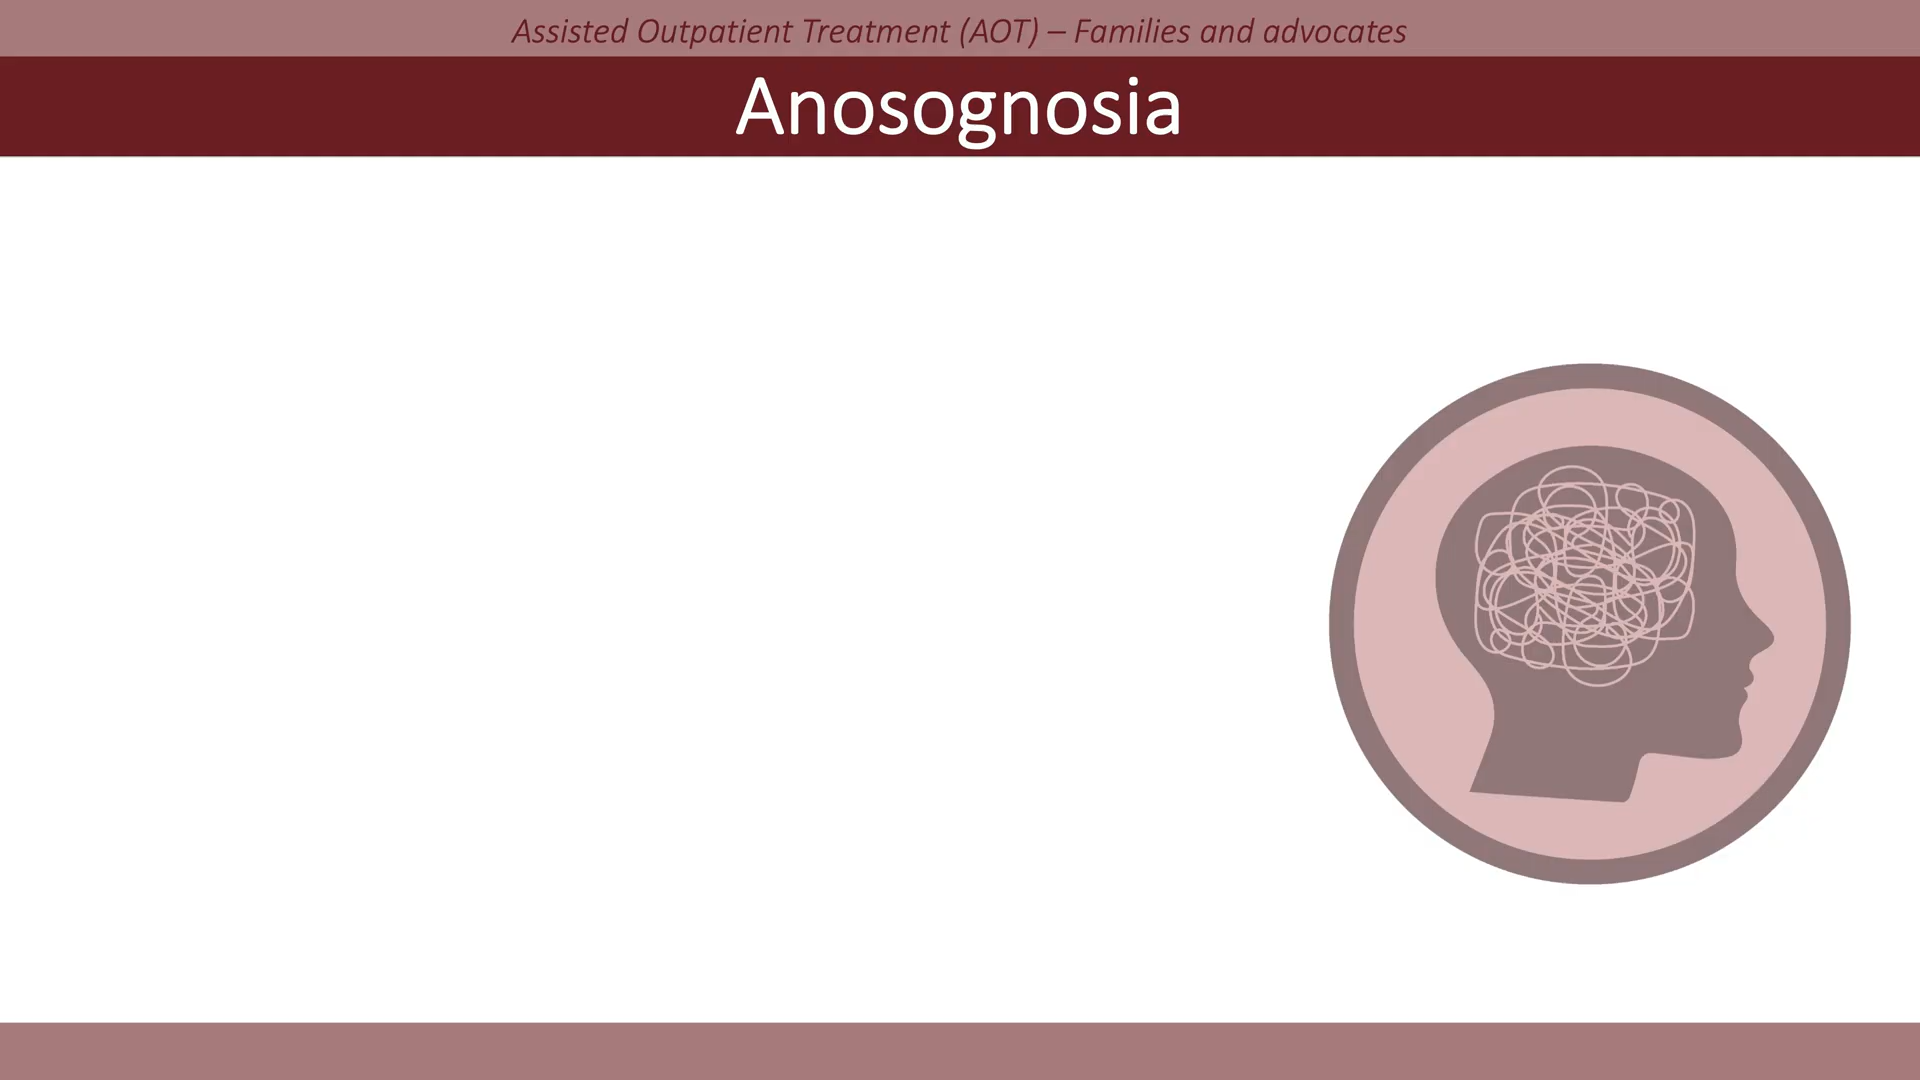 Assisted Outpatient Treatment (AOT) – Families and advocates
Anosognosia